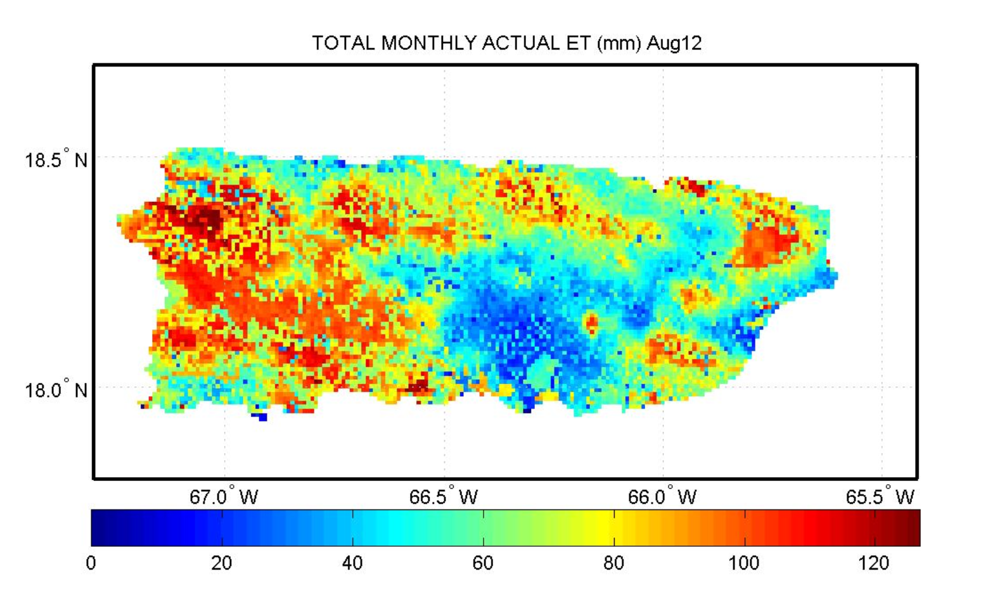 TOTAL MONTHLY ACTUAL ET (mm) Aug12
18.5° N
18.0° N
67.0° W 66.5° W 66.0° W 65.5° W
0 20 40 60 80 100 120